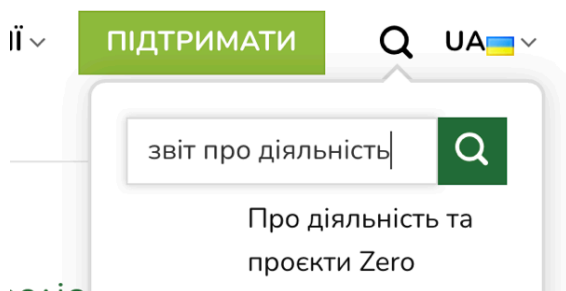 ПІДТРИМАТИ UA
звіт про діяльність
Про діяльність та
проєкти Zero